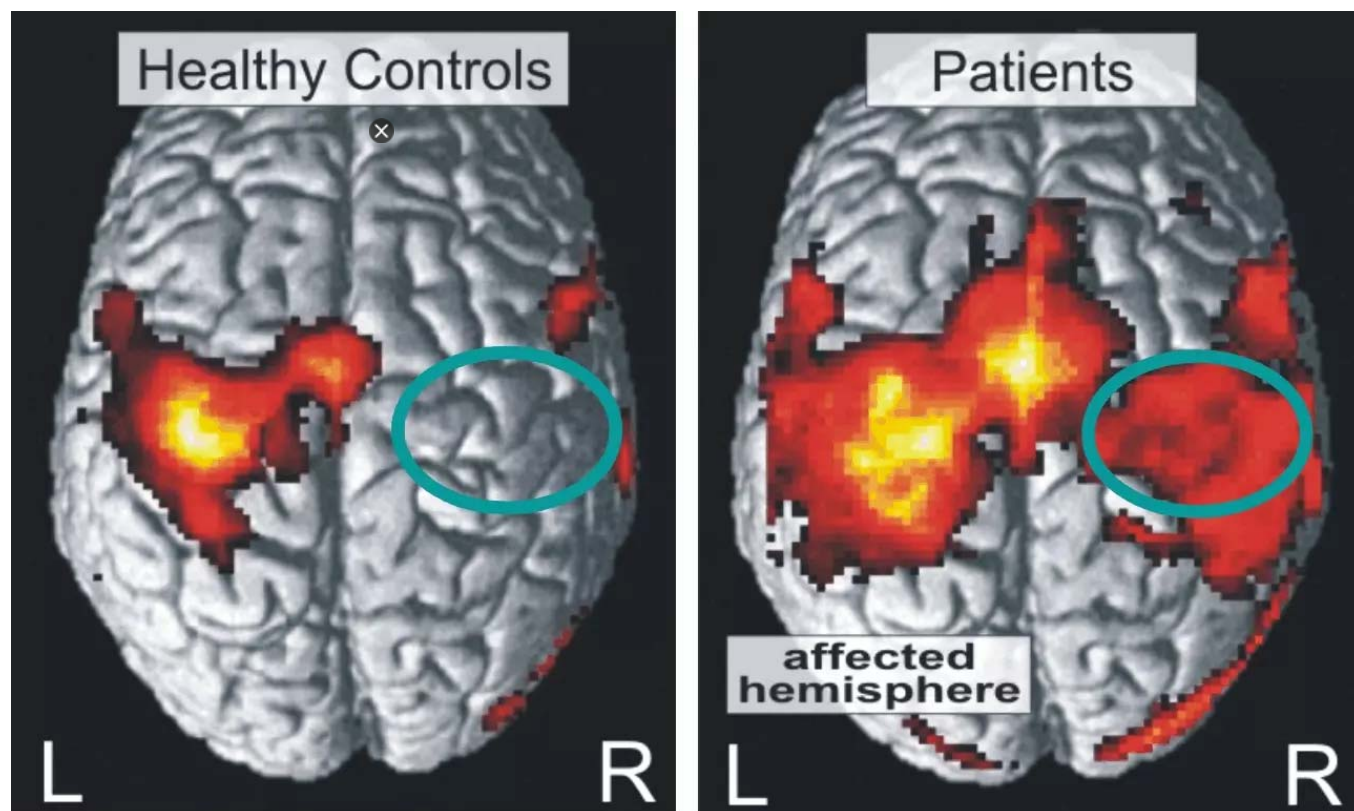 Healthy Controls
Patients
affected
hemisphere
L
R
L
R